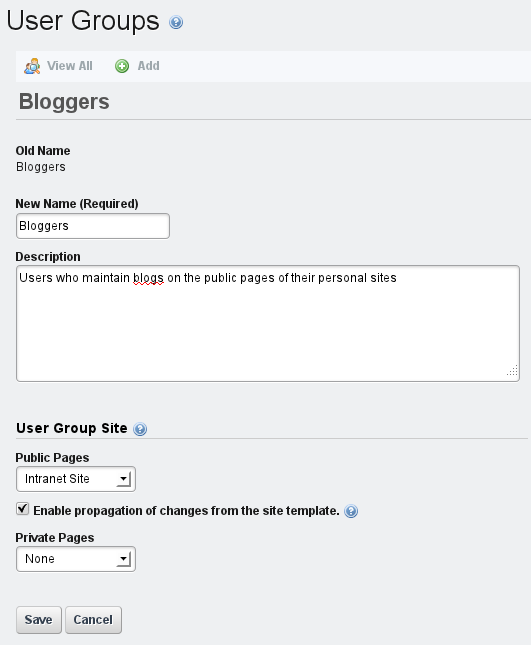 User Groups
View All Add
Bloggers
Old Name
Bloggers
New Name (Required)
Bloggers
Description
Users who maintain blogs on the public pages of their personal sites
User Group Site
Public Pages
Intranet Site
Enable propagation of changes from the site template.
Private Pages
None
Save Cancel